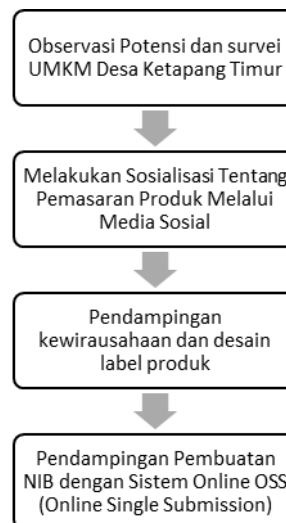 Observasi Potensi dan survei
UMKM Desa Ketapang Timur
Melakukan Sosialisasi Tentang
Pemasaran Produk Melalui
Media Sosial
Pendampingan
kewirausahaan dan desain
label produk
Pendampingan Pembuatan
NIB dengan Sistem Online OSS
(Online Single Submission)